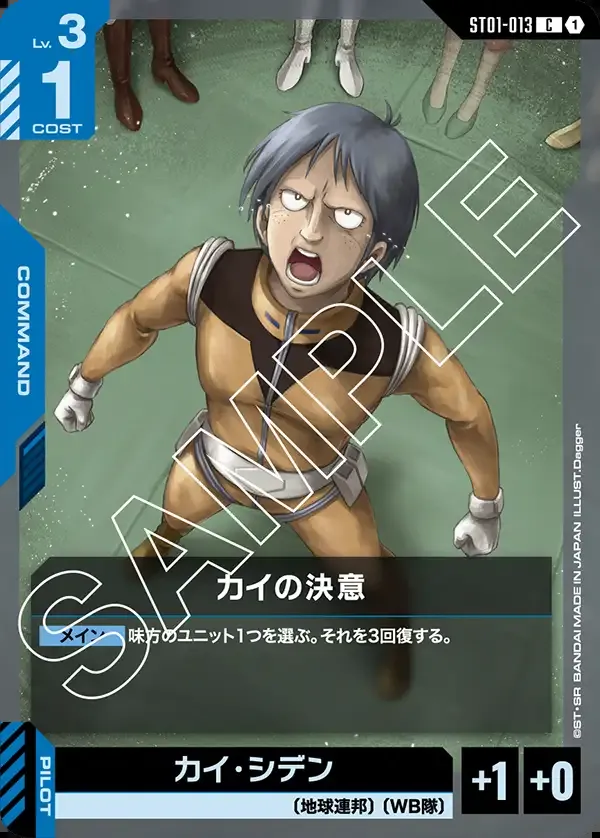 ST01-013 C 1
Lv. 3
1
COST
COMMAND
SAMPLE
カイの決意
メイン 味方のユニット1つを選ぶ。それを3回復する。
©ST・SR BANDAI MADE IN JAPAN ILLUST.Dagger
PILOT
カイ・シデン
+1 +0
〔地球連邦〕〔WB隊〕